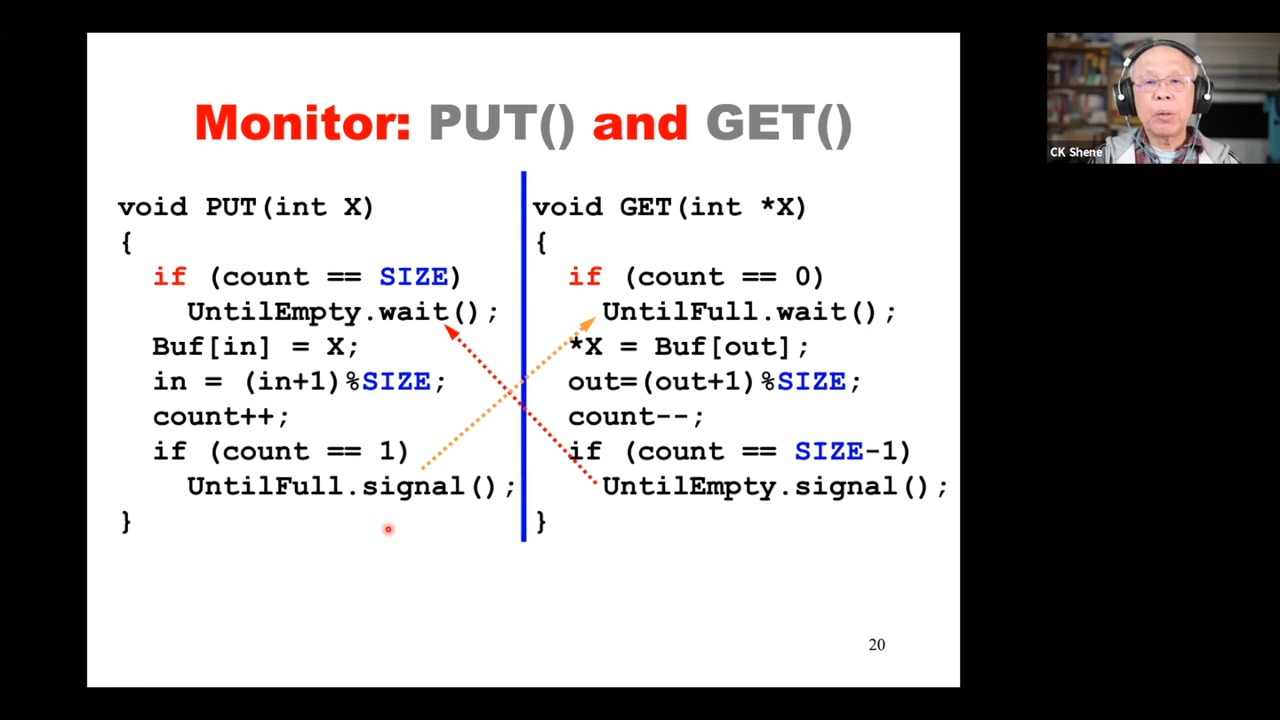 Monitor: PUT() and GET()
void PUT(int X)
{
if (count == SIZE)
UntilEmpty.wait();
Buf[in] = X;
in = (in+1)%SIZE;
count++;
if (count == 1)
UntilFull.signal();
}
void GET(int *X)
{
if (count == 0)
UntilFull.wait();
*X = Buf[out];
out=(out+1)%SIZE;
count--;
if (count == SIZE-1)
UntilEmpty.signal();
}
20
CK Shene